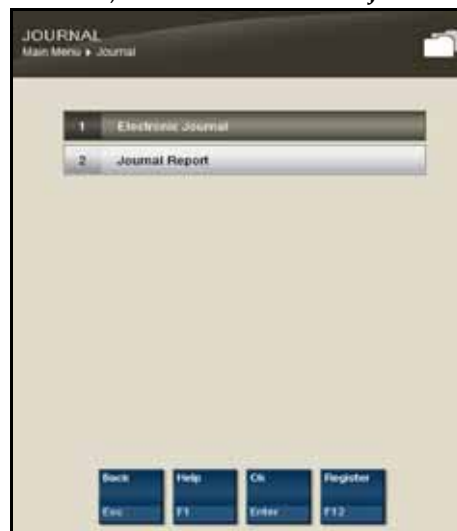 JOURNAL
Main Menu ▸ Journal
1 Electronic Journal
2 Journal Report
Back Help Ok Register
Esc F1 Enter F12